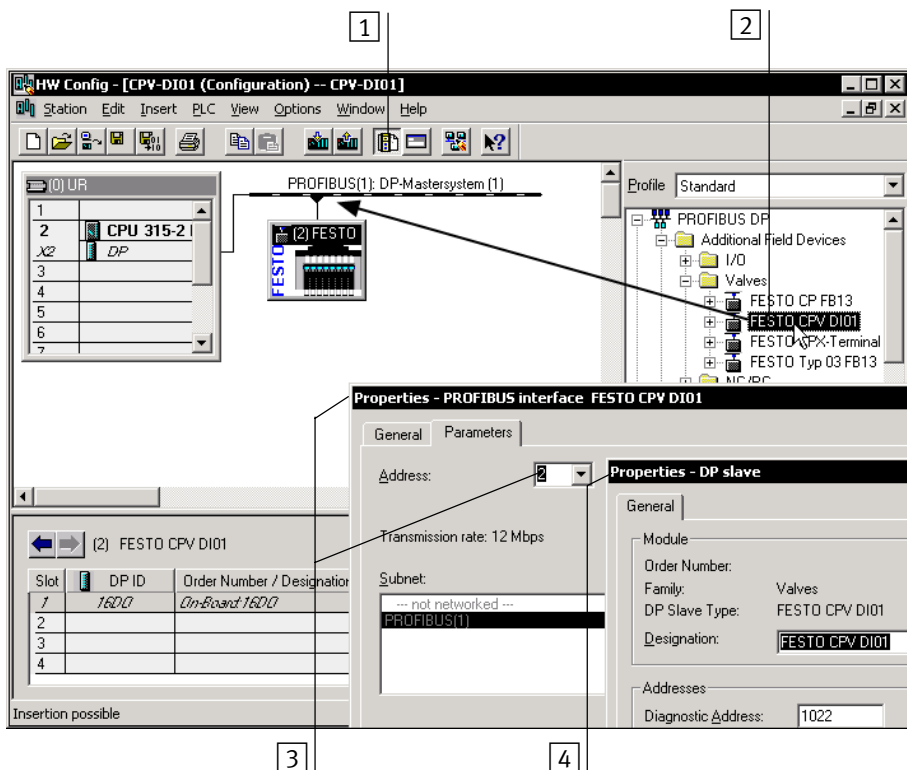 1
2
HW Config - [CPV-DI01 (Configuration) -- CPV-DI01]
Station Edit Insert PLC View Options Window Help
(0) UR
1
2 CPU 315-2
X2 DP
3
4
5
6
7
PROFIBUS(1): DP-Mastersystem (1)
(2) FESTO
FESTO
Profile Standard
PROFIBUS DP
Additional Field Devices
I/O
Valves
FESTO CP FB13
FESTO CPV DI01
FESTO CPX-Terminal
FESTO Typ 03 FB13
NC/RC
(2) FESTO CPV DI01
Slot DP ID Order Number / Designation
1 16DO On-Board: 16DO
2
3
4
Insertion possible
Properties - PROFIBUS interface FESTO CPV DI01
General Parameters
Address: 2
Transmission rate: 12 Mbps
Subnet:
--- not networked ---
PROFIBUS(1)
Properties - DP slave
General
Module
Order Number:
Family: Valves
DP Slave Type: FESTO CPV DI01
Designation: FESTO CPV DI01
Addresses
Diagnostic Address: 1022
3
4